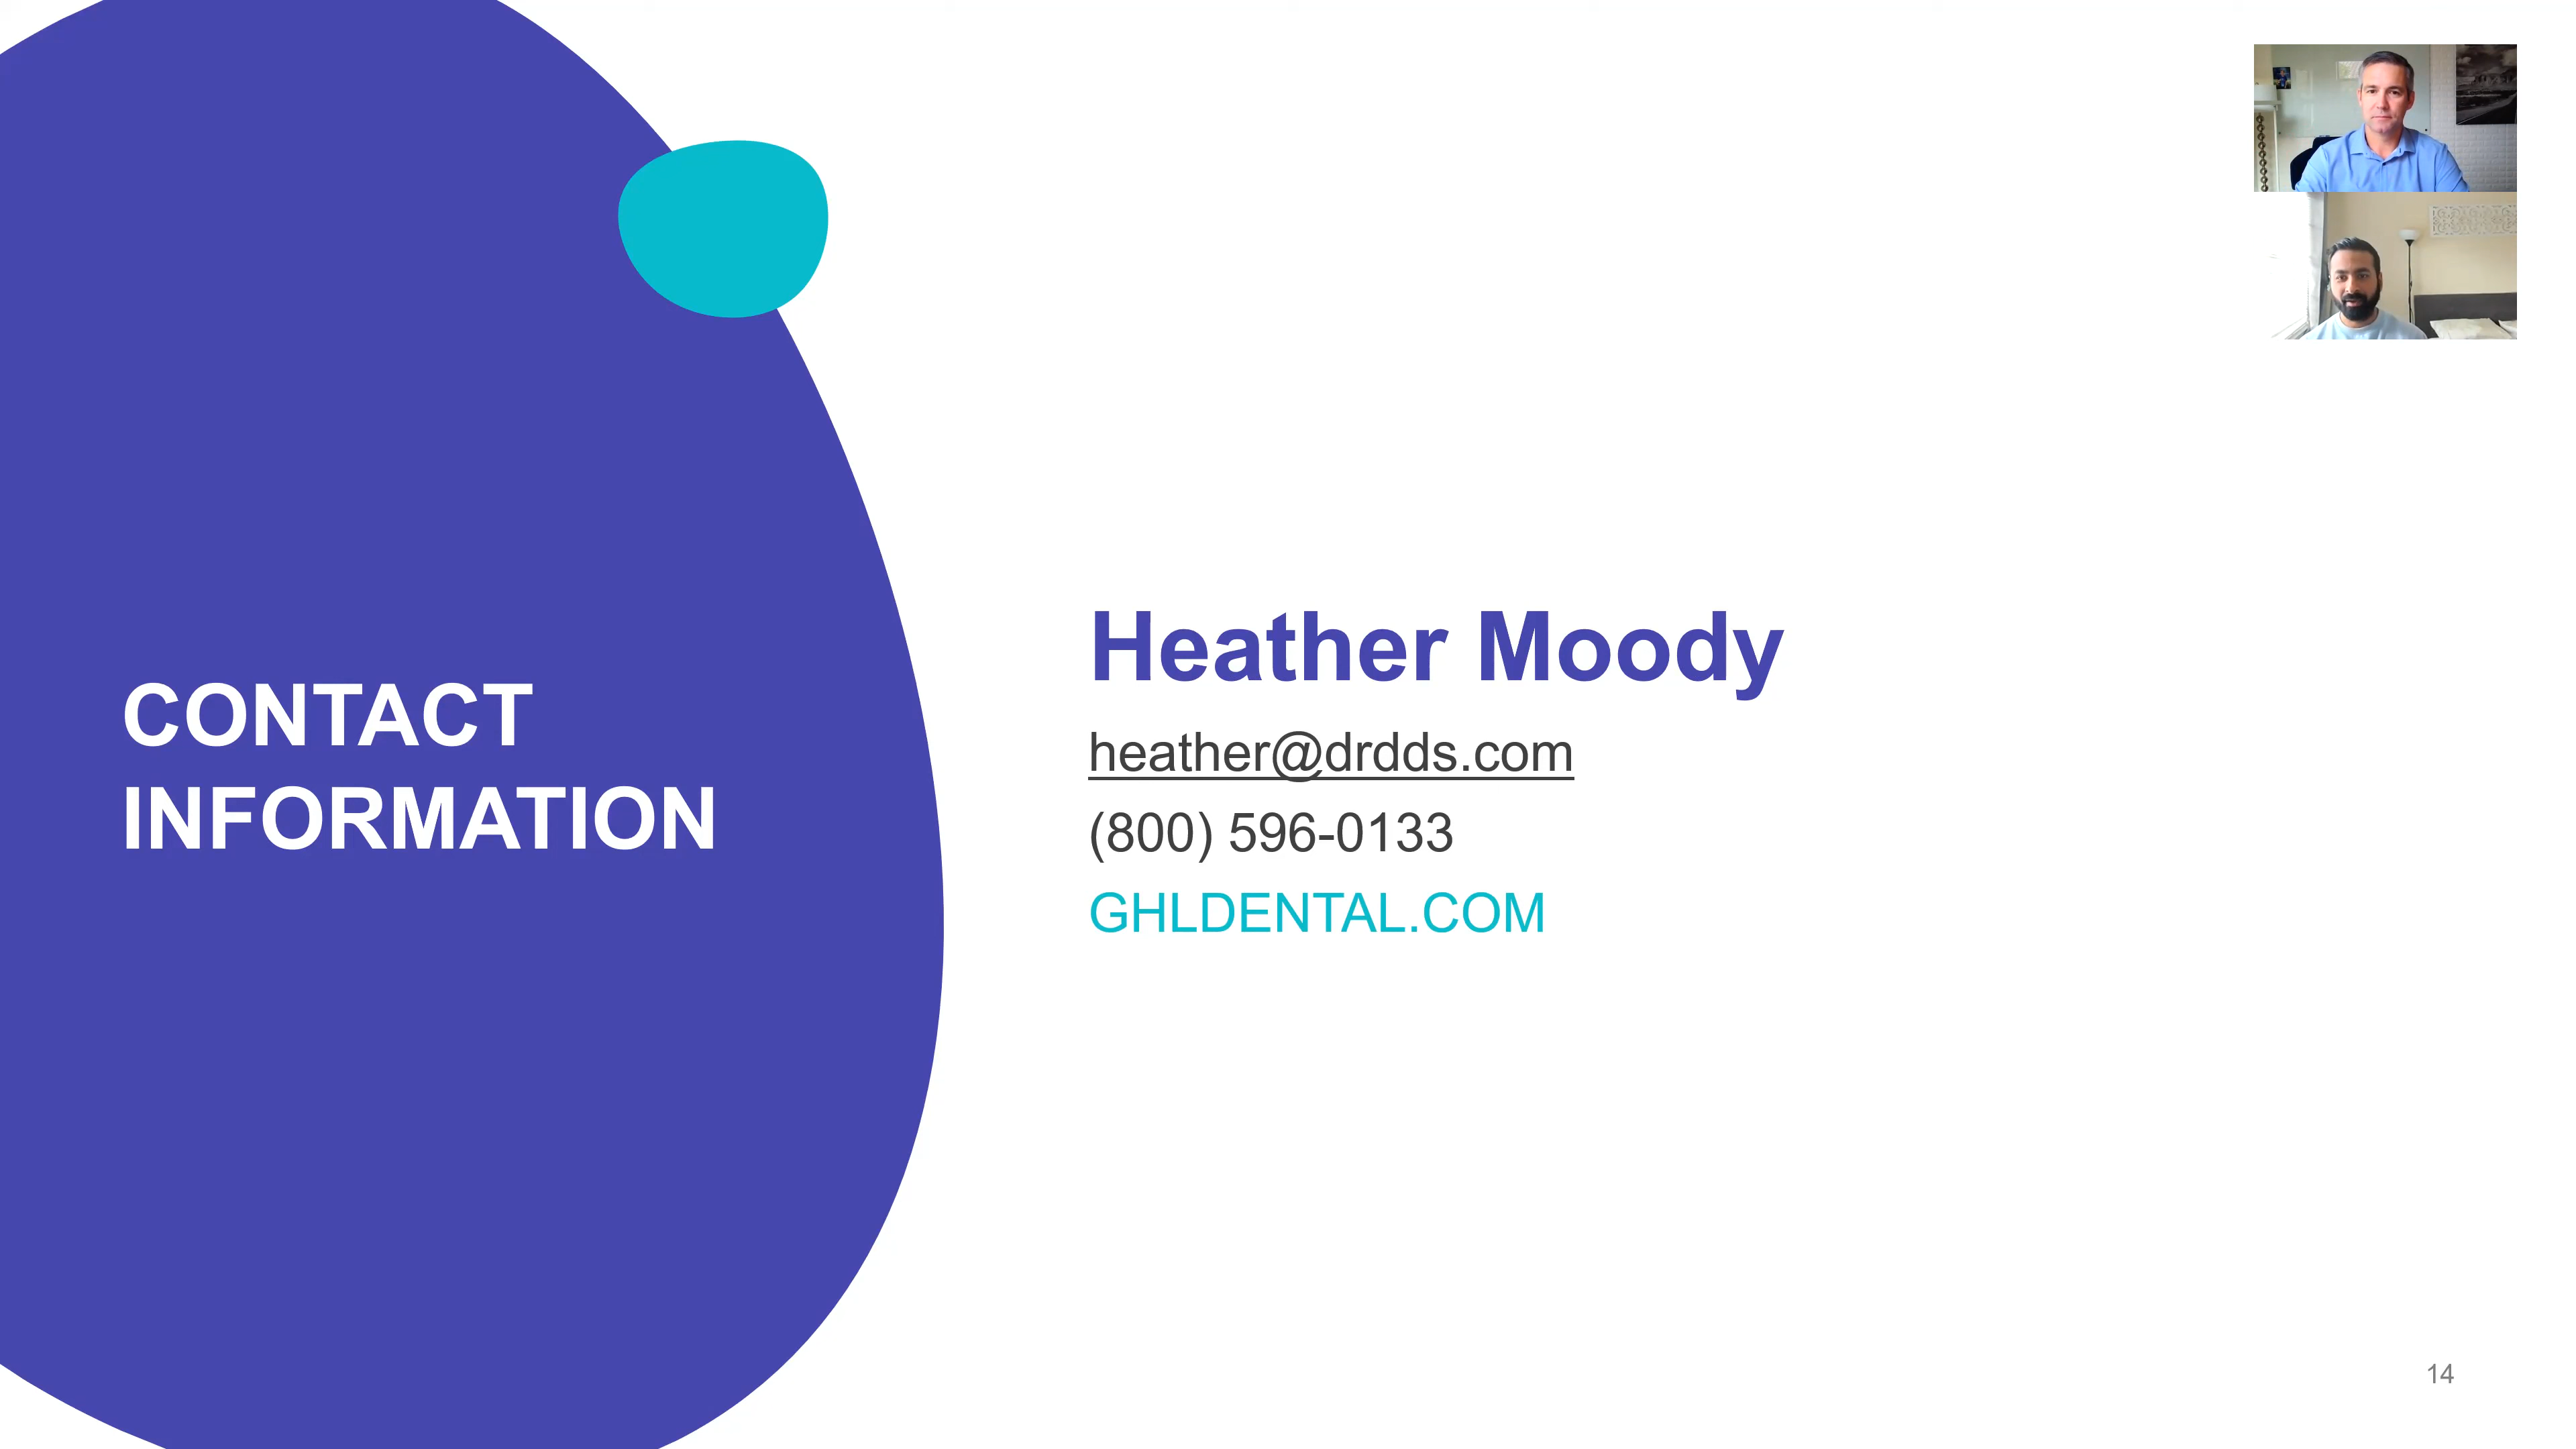 CONTACT
INFORMATION
Heather Moody
heather@drdds.com
(800) 596-0133
GHLDENTAL.COM
14